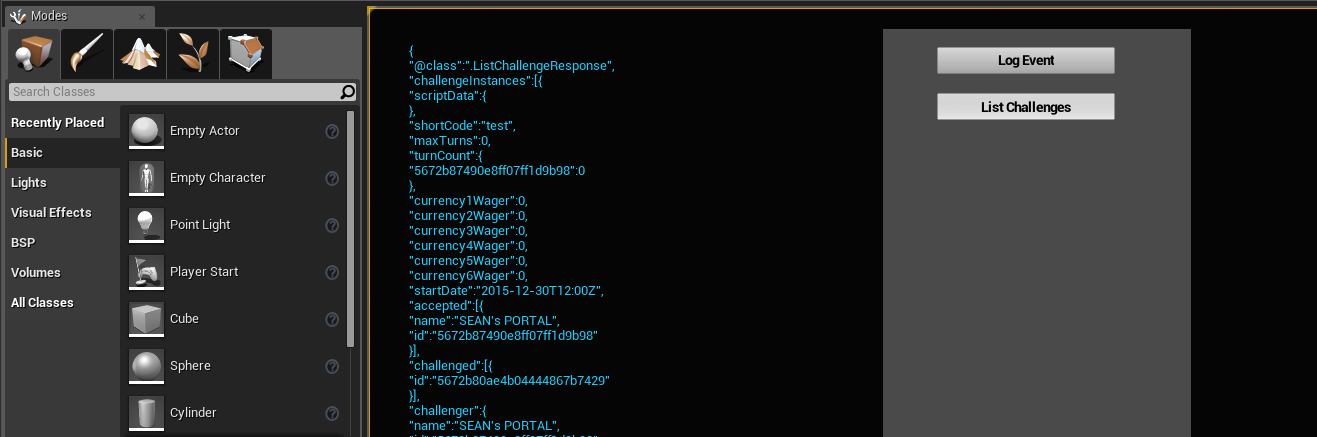 Modes
Search Classes
Recently Placed
Basic
Lights
Visual Effects
BSP
Volumes
All Classes
Empty Actor
Empty Character
Point Light
Player Start
Cube
Sphere
Cylinder
{
"@class":".ListChallengeResponse",
"challengeInstances":[{
"scriptData":{
},
"shortCode":"test",
"maxTurns":0,
"turnCount":{
"5672b87490e8ff07ff1d9b98":0
},
"currency1Wager":0,
"currency2Wager":0,
"currency3Wager":0,
"currency4Wager":0,
"currency5Wager":0,
"currency6Wager":0,
"startDate":"2015-12-30T12:00Z",
"accepted":[{
"name":"SEAN's PORTAL",
"id":"5672b87490e8ff07ff1d9b98"
}],
"challenged":[{
"id":"5672b80ae4b04444867b7429"
}],
"challenger":{
"name":"SEAN's PORTAL",
Log Event
List Challenges